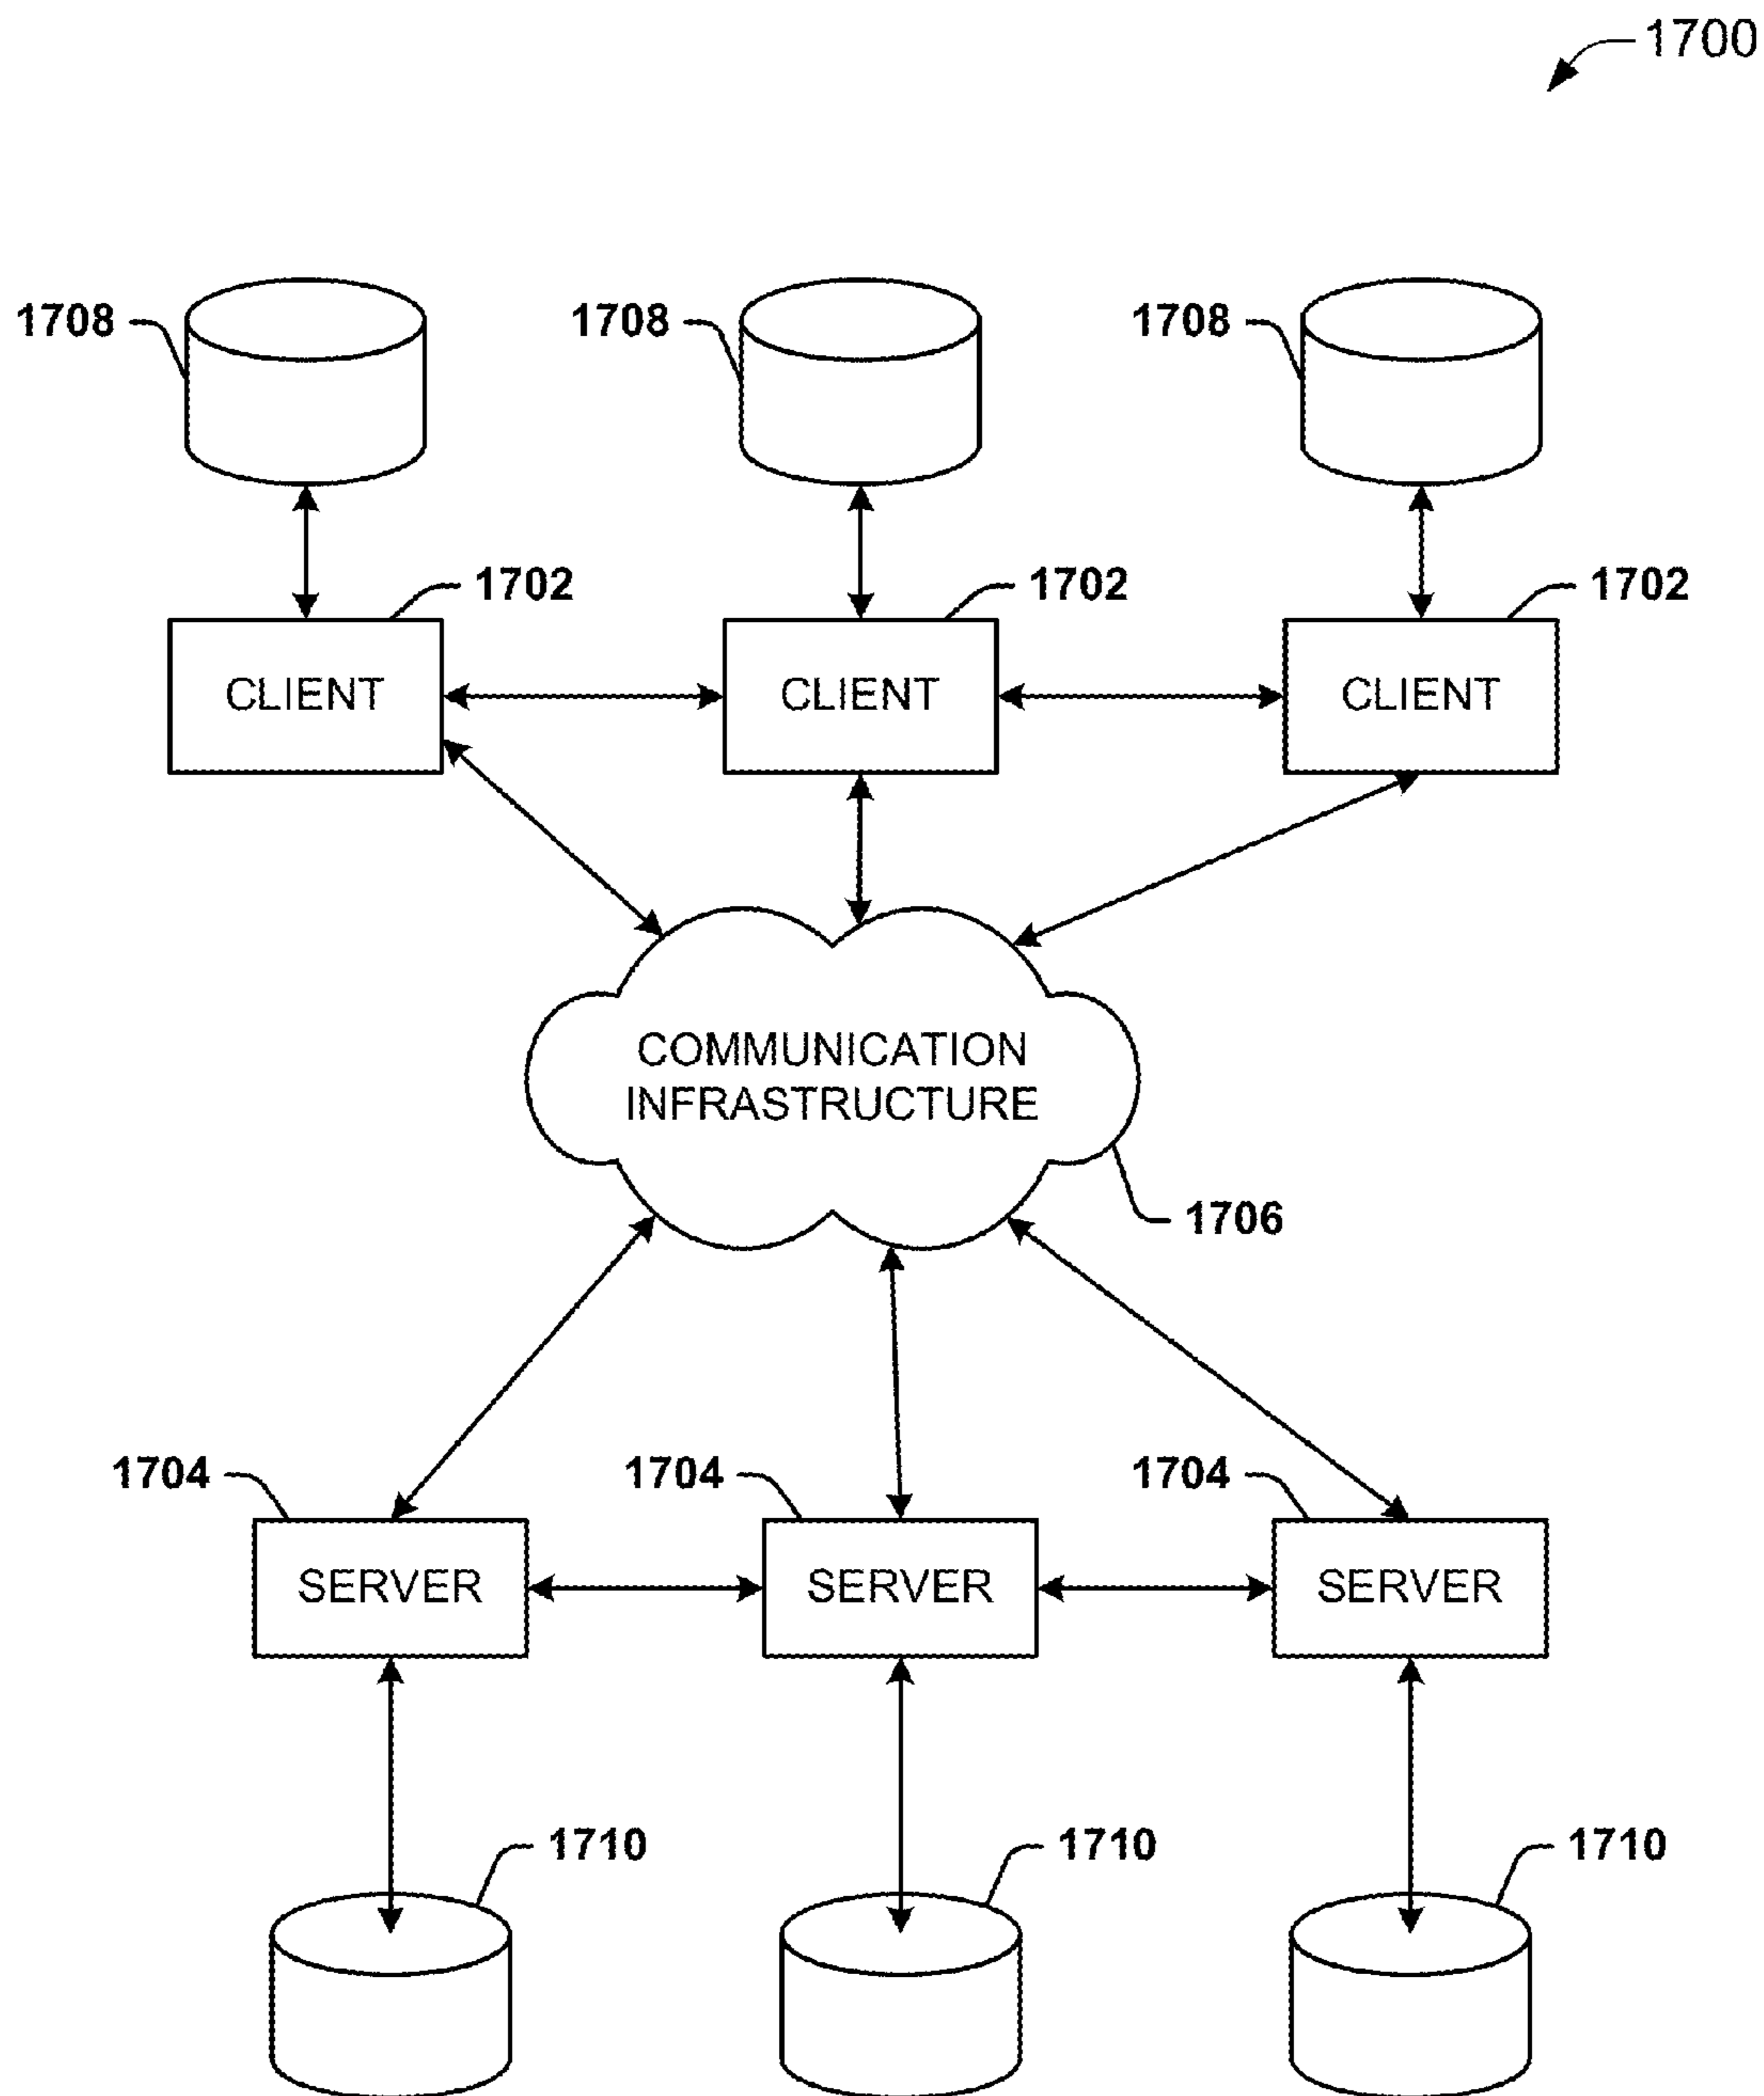 1700
1708 1708 1708
1702 1702 1702
CLIENT CLIENT CLIENT
COMMUNICATION
INFRASTRUCTURE
1706
1704 1704 1704
SERVER SERVER SERVER
1710 1710 1710